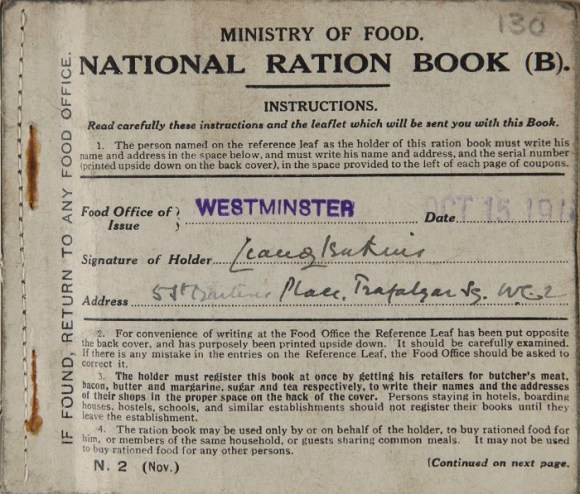 130
MINISTRY OF FOOD.
NATIONAL RATION BOOK (B).
INSTRUCTIONS.
Read carefully these instructions and the leaflet which will be sent you with this Book.
1. The person named on the reference leaf as the holder of this ration book must write his
name and address in the space below, and must write his name and address, and the serial number
(printed upside down on the back cover), in the space provided to the left of each page of coupons.
Food Office of } WESTMINSTER Date OCT 15
Issue
Signature of Holder
Address 5 St Martin's Place, Trafalgar Sq. WC2
2. For convenience of writing at the Food Office the Reference Leaf has been put opposite
the back cover, and has purposely been printed upside down. It should be carefully examined.
If there is any mistake in the entries on the Reference Leaf, the Food Office should be asked to
correct it.
3. The holder must register this book at once by getting his retailers for butcher's meat,
bacon, butter and margarine, sugar and tea respectively, to write their names and the addresses
of their shops in the proper space on the back of the cover. Persons staying in hotels, boarding
houses, hostels, schools, and similar establishments should not register their books until they
leave the establishment.
4. The ration book may be used only by or on behalf of the holder, to buy rationed food for
him, or members of the same household, or guests sharing common meals. It may not be used
to buy rationed food for any other persons.
N. 2 (Nov.) (Continued on next page.
IF FOUND, RETURN TO ANY FOOD OFFICE.